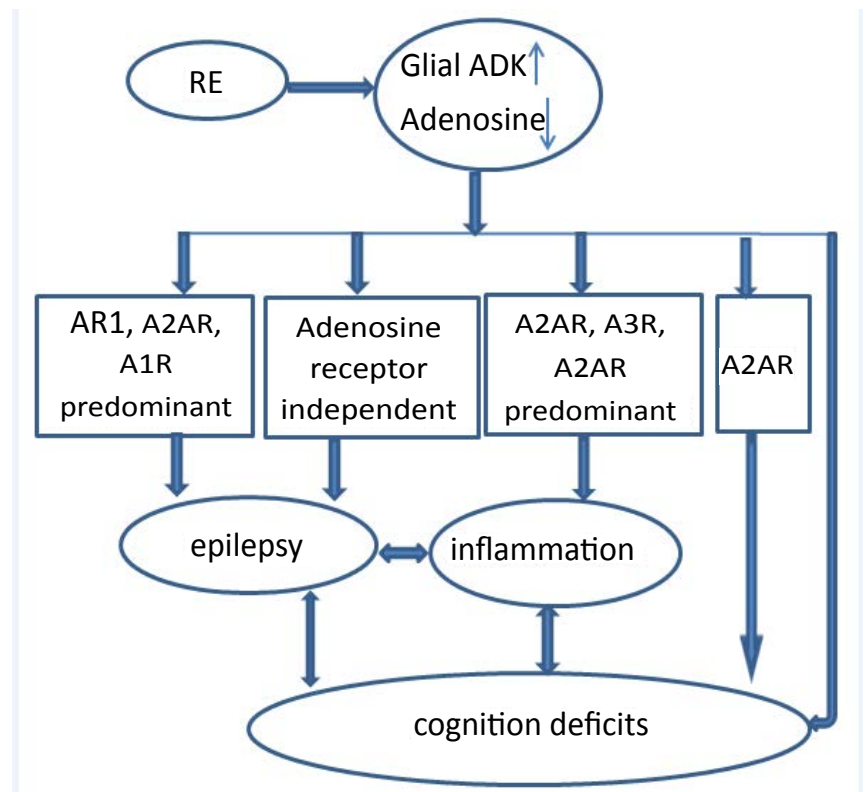 RE
Glial ADK↑
Adenosine↓
AR1, A2AR,
A1R
predominant
Adenosine
receptor
independent
A2AR, A3R,
A2AR
predominant
A2AR
epilepsy
inflammation
cognition deficits